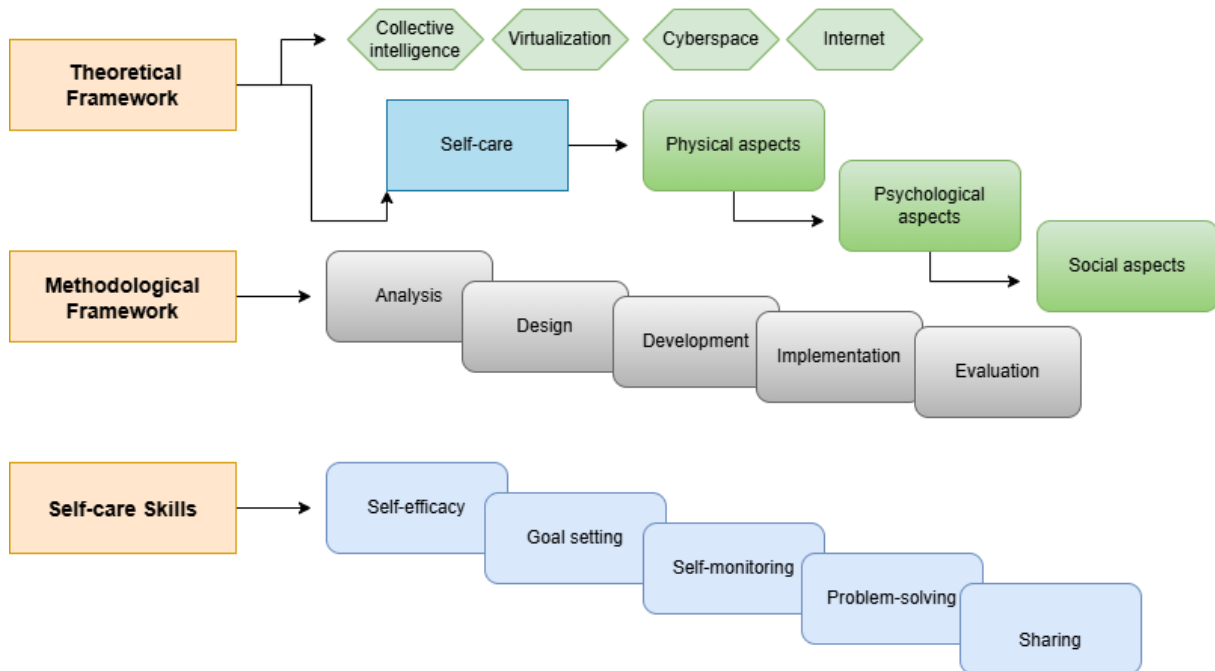 Theoretical
Framework
Collective
intelligence
Virtualization
Cyberspace
Internet
Self-care
Physical aspects
Psychological
aspects
Social aspects
Methodological
Framework
Analysis
Design
Development
Implementation
Evaluation
Self-care Skills
Self-efficacy
Goal setting
Self-monitoring
Problem-solving
Sharing